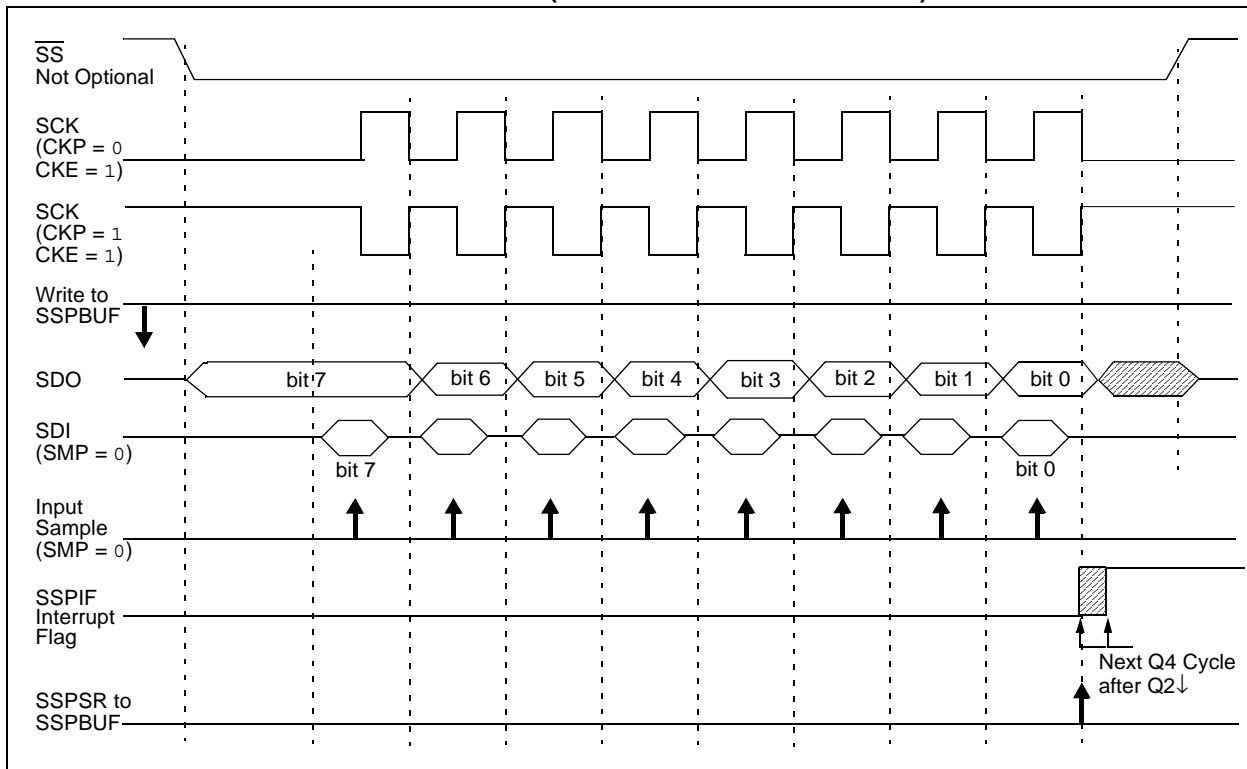 SS
Not Optional
SCK
(CKP = 0
CKE = 1)
SCK
(CKP = 1
CKE = 1)
Write to
SSPBUF
SDO
bit 7
bit 6
bit 5
bit 4
bit 3
bit 2
bit 1
bit 0
SDI
(SMP = 0)
bit 7
bit 0
Input
Sample
(SMP = 0)
SSPIF
Interrupt
Flag
Next Q4 Cycle
after Q2↓
SSPSR to
SSPBUF